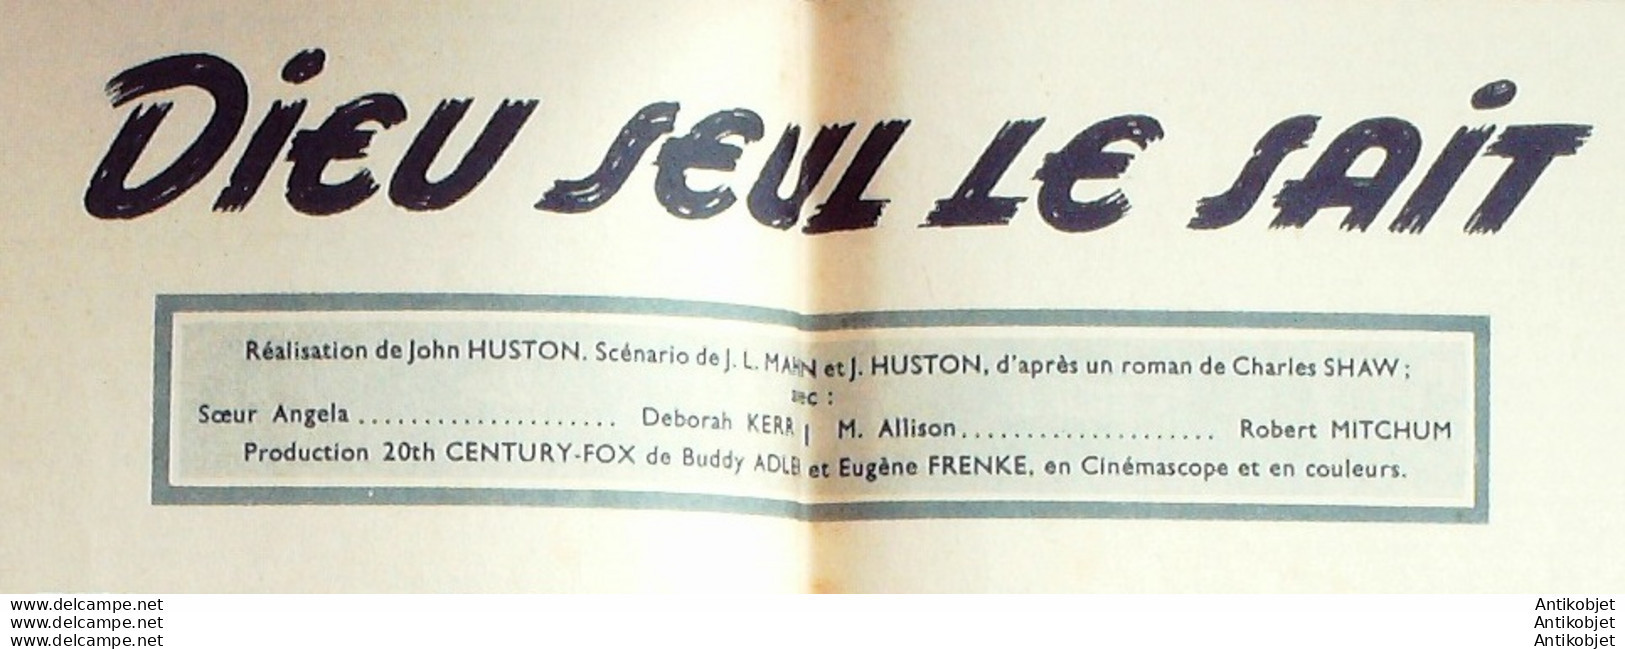 DIEU SEUL LE SAIT
Réalisation de John HUSTON. Scénario de J. L. MAHN et J. HUSTON, d'après un roman de Charles SHAW ;
avec :
Sœur Angela .................... Deborah KERR | M. Allison.................... Robert MITCHUM
Production 20th CENTURY-FOX de Buddy ADLER et Eugène FRENKE, en Cinémascope et en couleurs.
www.delcampe.net Antikobjet
www.delcampe.net Antikobjet
www.delcampe.net Antikobjet